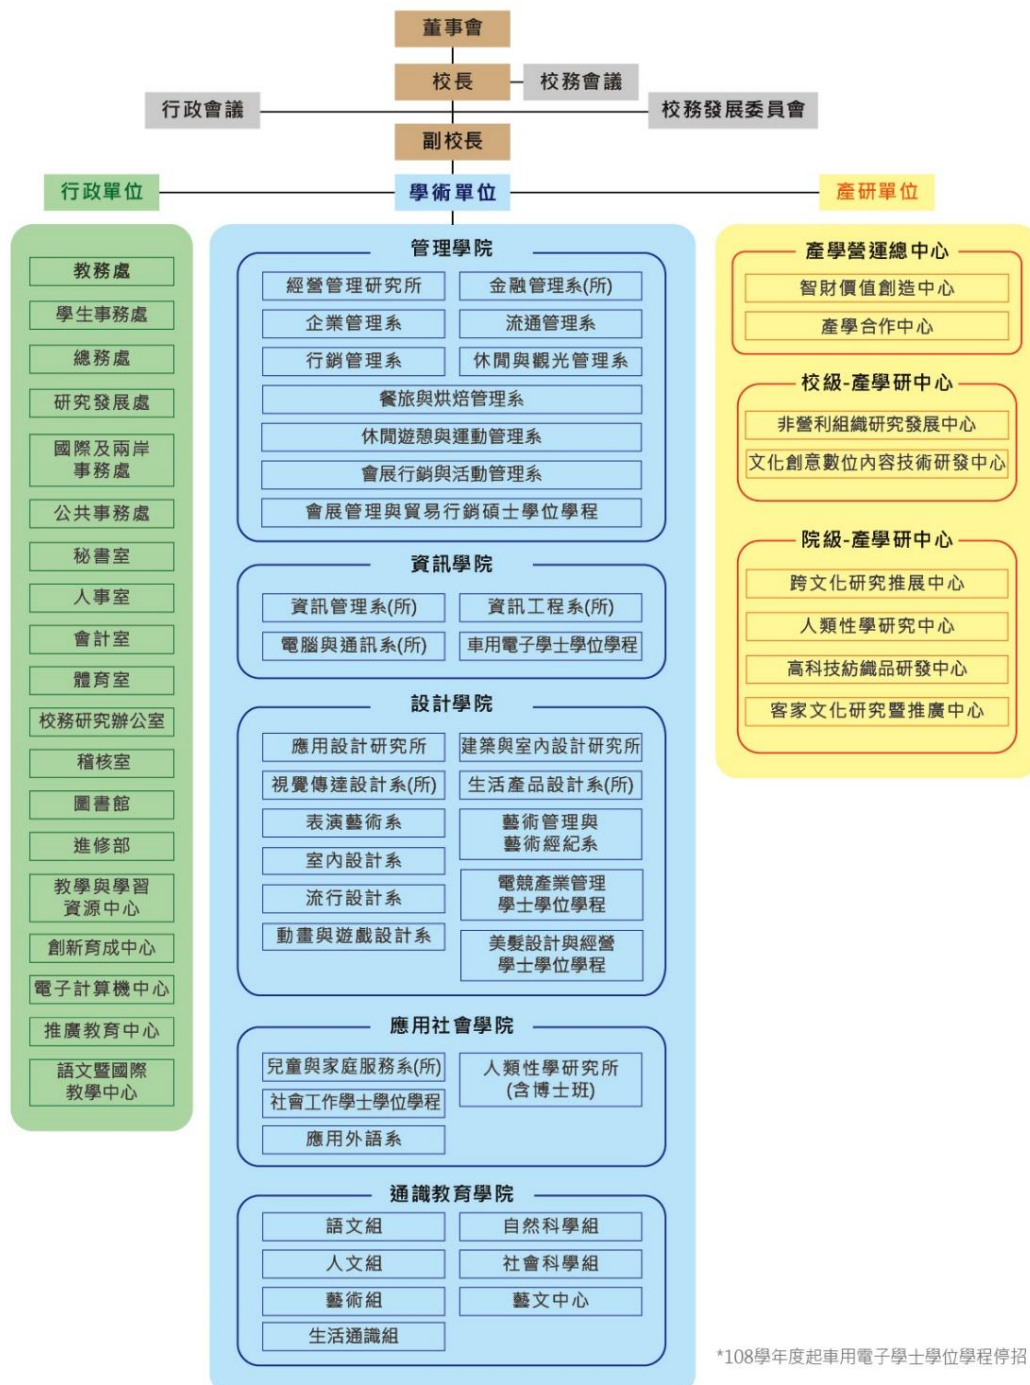 董事會
校長
校務會議
行政會議
校務發展委員會
副校長
行政單位
學術單位
產研單位
教務處
學生事務處
總務處
研究發展處
國際及兩岸
事務處
公共事務處
秘書室
人事室
會計室
體育室
校務研究辦公室
稽核室
圖書館
進修部
教學與學習
資源中心
創新育成中心
電子計算機中心
推廣教育中心
語文暨國際
教學中心
管理學院
經營管理研究所
金融管理系(所)
企業管理系
流通管理系
行銷管理系
休閒與觀光管理系
餐旅與烘焙管理系
休閒遊憩與運動管理系
會展行銷與活動管理系
會展管理與貿易行銷碩士學位學程
資訊學院
資訊管理系(所)
資訊工程系(所)
電腦與通訊系(所)
車用電子學士學位學程
設計學院
應用設計研究所
建築與室內設計研究所
視覺傳達設計系(所)
生活產品設計系(所)
表演藝術系
藝術管理與
藝術經紀系
室內設計系
流行設計系
電競產業管理
學士學位學程
動畫與遊戲設計系
美髮設計與經營
學士學位學程
應用社會學院
兒童與家庭服務系(所)
人類性學研究所
(含博士班)
社會工作學士學位學程
應用外語系
通識教育學院
語文組
自然科學組
人文組
社會科學組
藝術組
藝文中心
生活通識組
產學營運總中心
智財價值創造中心
產學合作中心
校級-產學研中心
非營利組織研究發展中心
文化創意數位內容技術研發中心
院級-產學研中心
跨文化研究推展中心
人類性學研究中心
高科技紡織品研發中心
客家文化研究暨推廣中心
*108學年度起車用電子學士學位學程停招